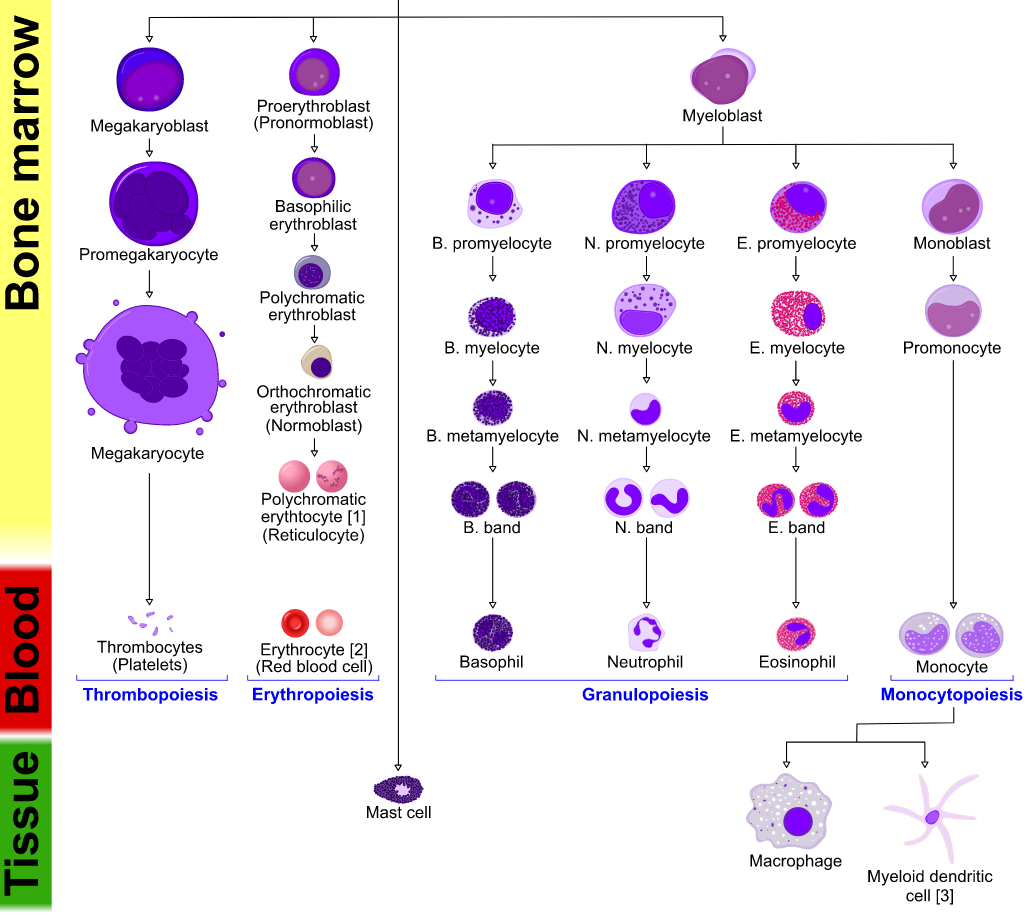 Bone marrow
Blood
Tissue
Megakaryoblast
Promegakaryocyte
Megakaryocyte
Thrombocytes
(Platelets)
Thrombopoiesis
Proerythroblast
(Pronormoblast)
Basophilic
erythroblast
Polychromatic
erythroblast
Orthochromatic
erythroblast
(Normoblast)
Polychromatic
erythtocyte [1]
(Reticulocyte)
Erythrocyte [2]
(Red blood cell)
Erythropoiesis
Mast cell
Myeloblast
B. promyelocyte
N. promyelocyte
E. promyelocyte
Monoblast
B. myelocyte
N. myelocyte
E. myelocyte
Promonocyte
B. metamyelocyte
N. metamyelocyte
E. metamyelocyte
B. band
N. band
E. band
Basophil
Neutrophil
Eosinophil
Monocyte
Granulopoiesis
Monocytopoiesis
Macrophage
Myeloid dendritic
cell [3]